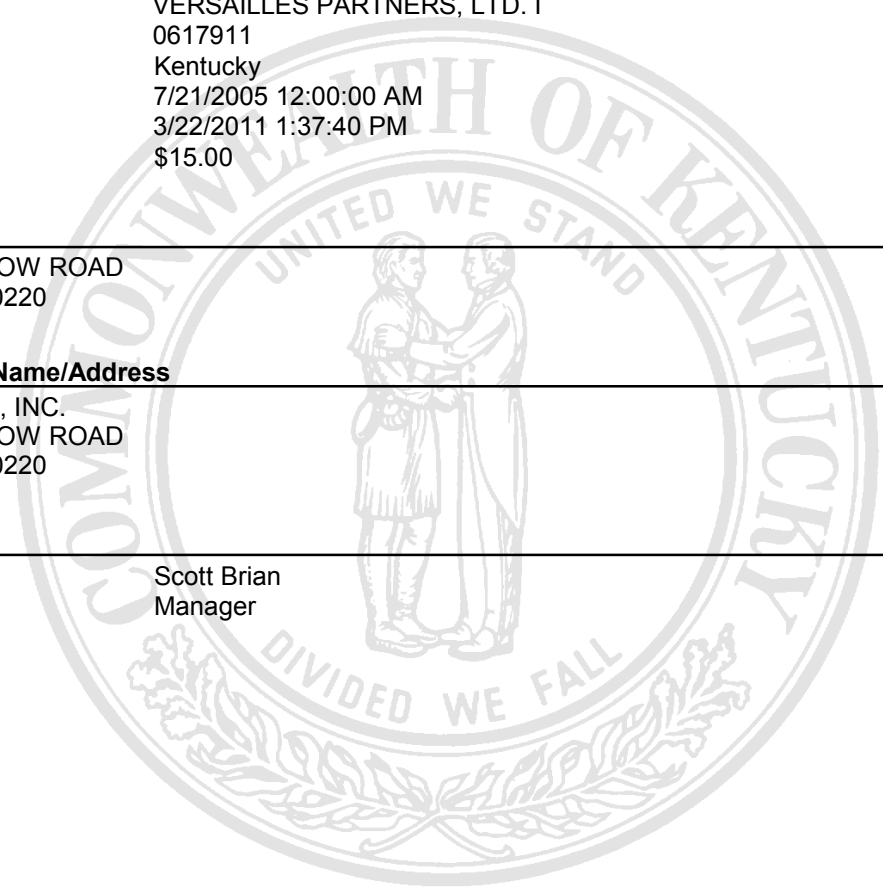 VERSAILLES PARTNERS, LTD. I
0617911
Kentucky
7/21/2005 12:00:00 AM
3/22/2011 1:37:40 PM
$15.00
COMMONWEALTH OF KENTUCKY
UNITED WE STAND
OW ROAD
0220
Name/Address
, INC.
OW ROAD
0220
Scott Brian
Manager
DIVIDED WE FALL